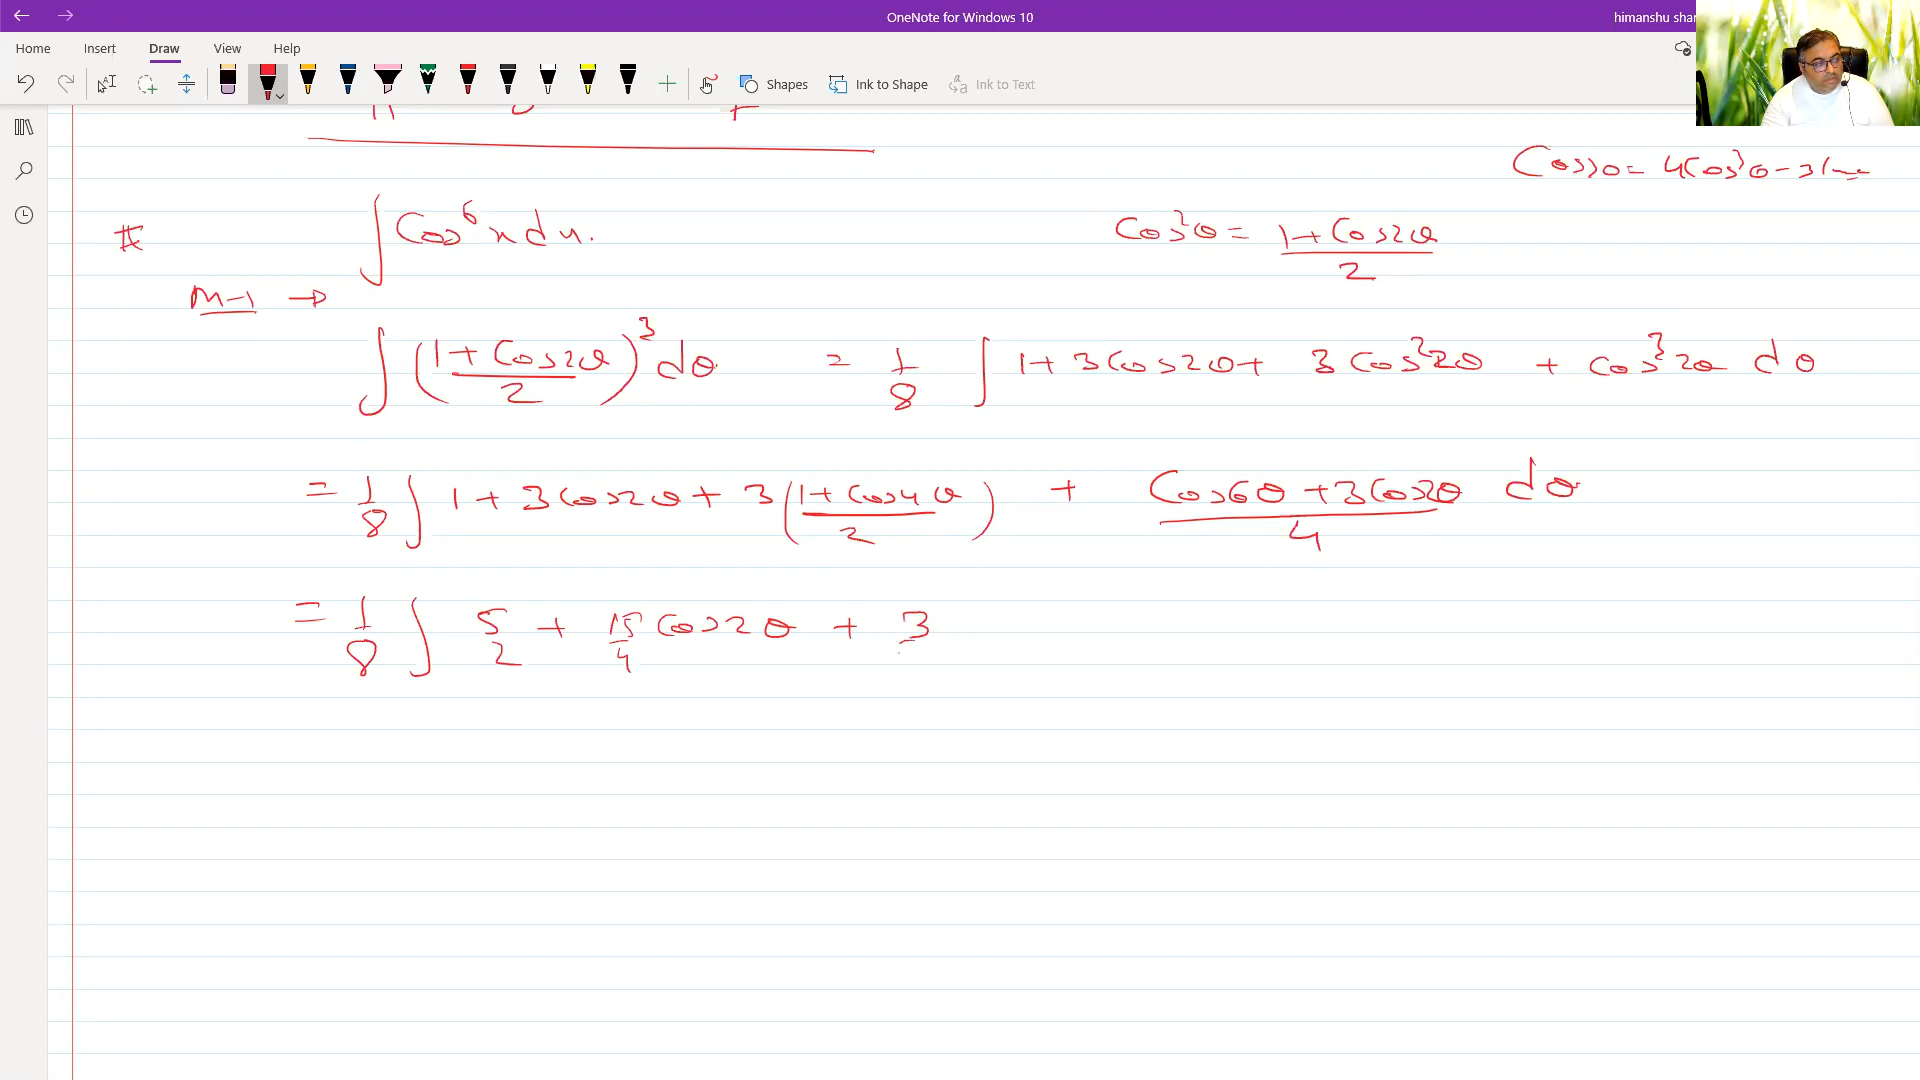 OneNote for Windows 10
himanshu shar
Home Insert Draw View Help
Shapes Ink to Shape Ink to Text
Cos3θ = 4Cos³θ - 3
# ∫ Cos⁶x dx.
Cos²θ = (1 + Cos2θ)/2
M-1 →
∫ ((1 + Cos2θ)/2)³ dθ = 1/8 ∫ 1 + 3Cos2θ + 3Cos²2θ + Cos³2θ dθ
= 1/8 ∫ 1 + 3Cos2θ + 3((1 + Cos4θ)/2) + (Cos6θ + 3Cos2θ)/4 dθ
= 1/8 ∫ 5/2 + 15/4 Cos2θ + 3